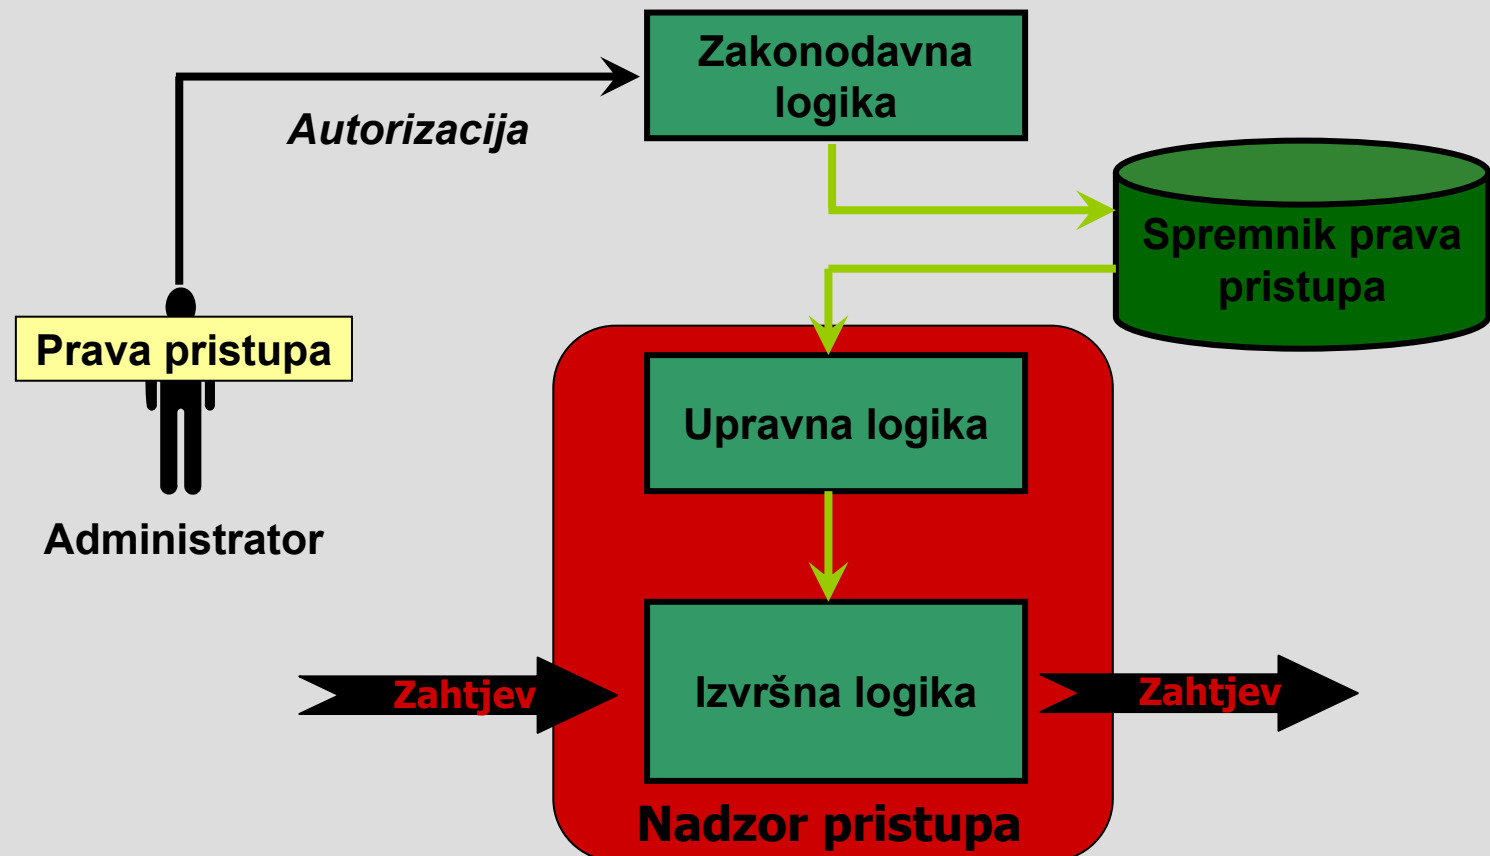 Zakonodavna
logika
Autorizacija
Spremnik prava
pristupa
Prava pristupa
Upravna logika
Administrator
Zahtjev
Izvršna logika
Zahtjev
Nadzor pristupa